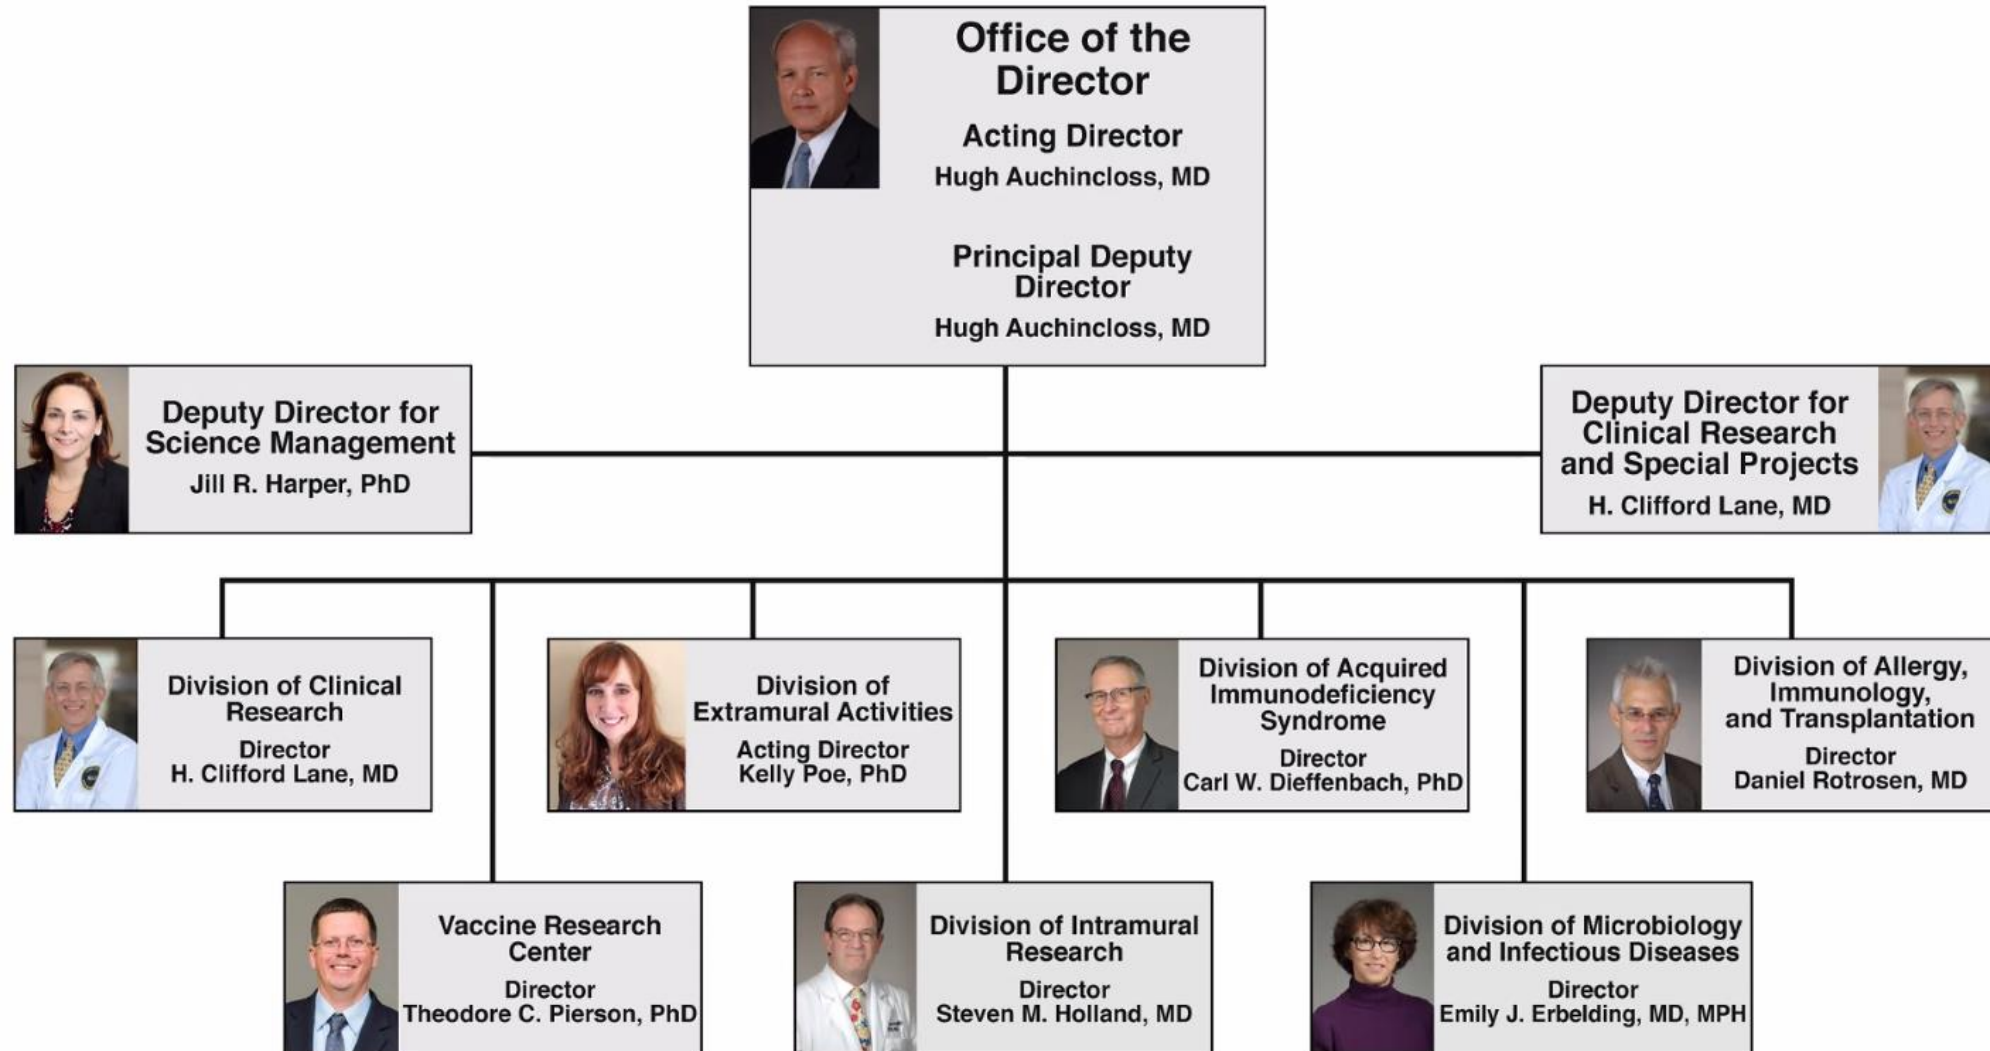 Office of the
Director
Acting Director
Hugh Auchincloss, MD
Principal Deputy
Director
Hugh Auchincloss, MD
Deputy Director for
Science Management
Jill R. Harper, PhD
Deputy Director for
Clinical Research
and Special Projects
H. Clifford Lane, MD
Division of Clinical
Research
Director
H. Clifford Lane, MD
Division of
Extramural Activities
Acting Director
Kelly Poe, PhD
Division of Acquired
Immunodeficiency
Syndrome
Director
Carl W. Dieffenbach, PhD
Division of Allergy,
Immunology,
and Transplantation
Director
Daniel Rotrosen, MD
Vaccine Research
Center
Director
Theodore C. Pierson, PhD
Division of Intramural
Research
Director
Steven M. Holland, MD
Division of Microbiology
and Infectious Diseases
Director
Emily J. Erbelding, MD, MPH